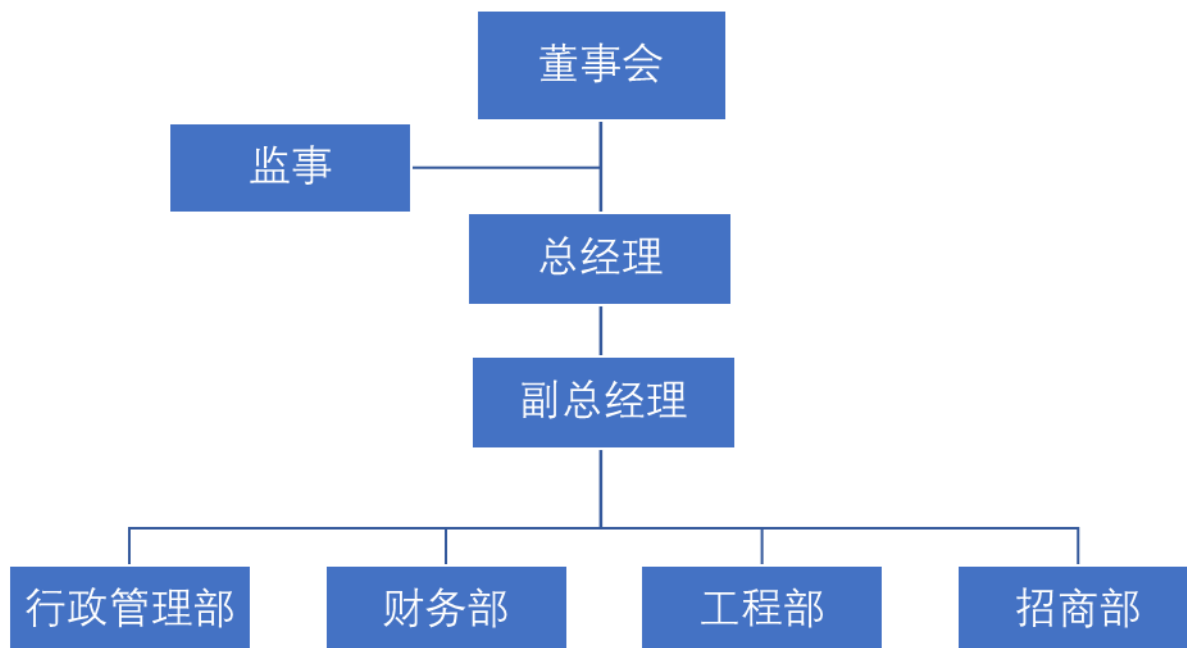 董事会
监事
总经理
副总经理
行政管理部
财务部
工程部
招商部